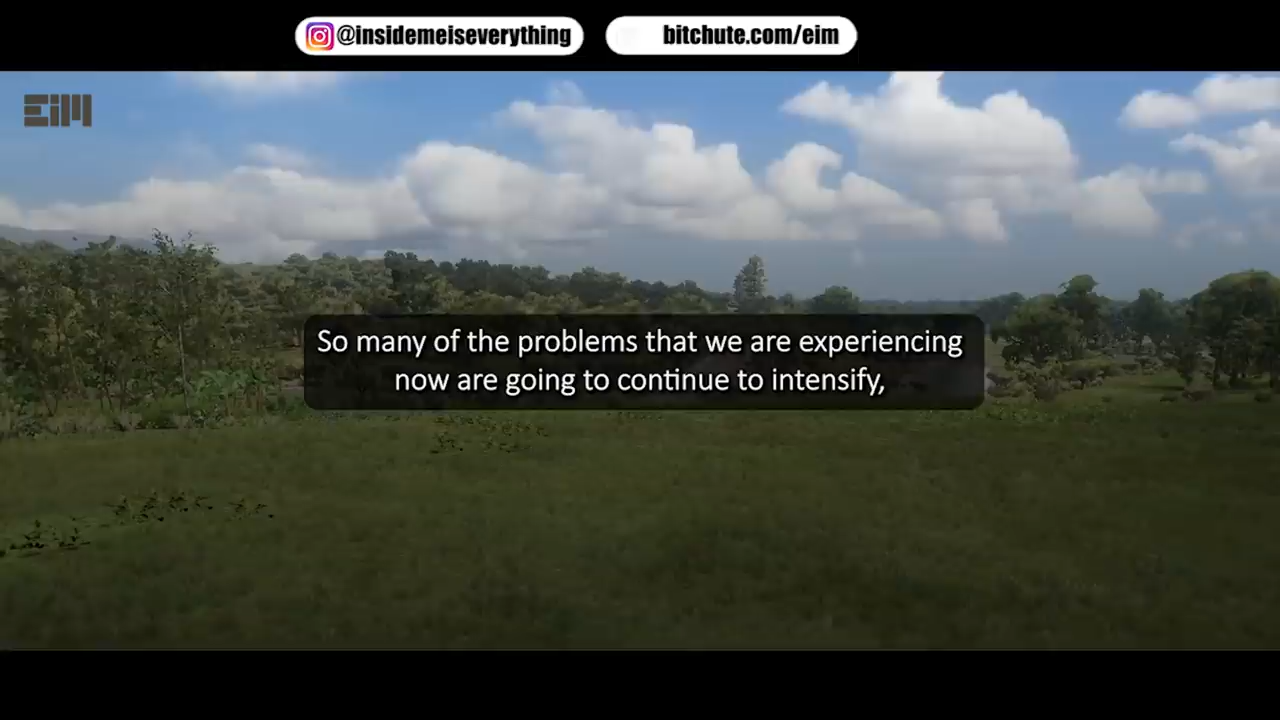 @insidemeiseverything
bitchute.com/eim
EiM
So many of the problems that we are experiencing
now are going to continue to intensify,